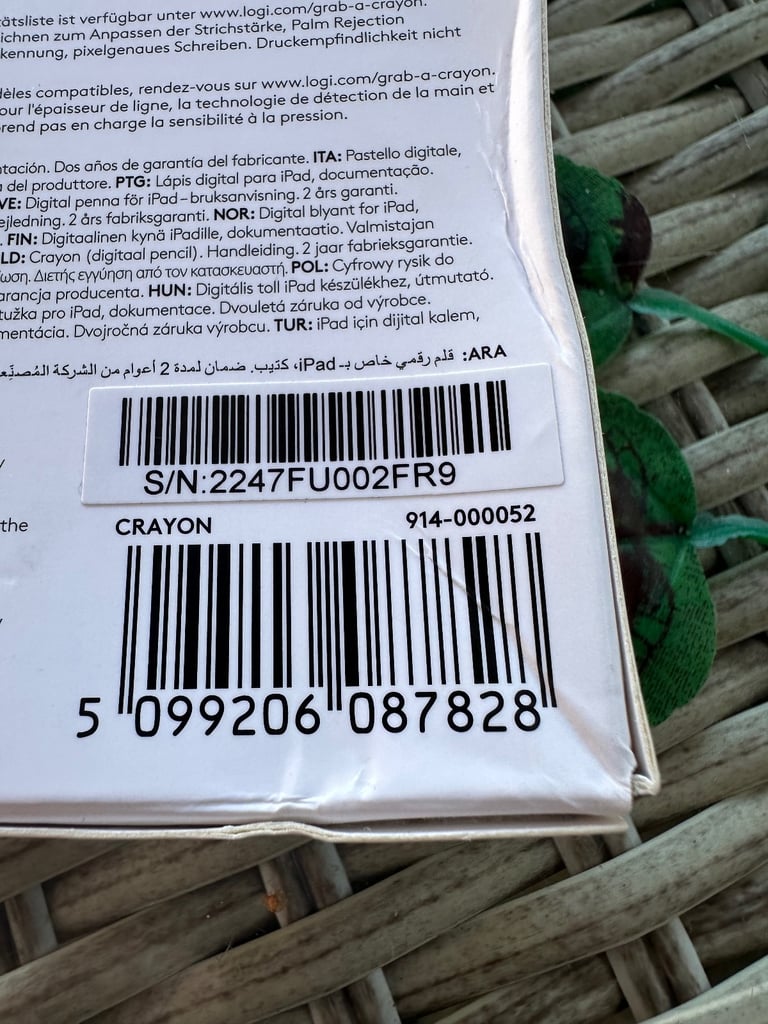 tätsliste ist verfügbar unter www.logi.com/grab-a-crayon.
ichnen zum Anpassen der Strichstärke, Palm Rejection
kennung, pixelgenaues Schreiben. Druckempfindlichkeit nicht
dèles compatibles, rendez-vous sur www.logi.com/grab-a-crayon.
our l'épaisseur de ligne, la technologie de détection de la main et
rend pas en charge la sensibilité à la pression.
ntación. Dos años de garantía del fabricante. ITA: Pastello digitale,
a del produttore. PTG: Lápis digital para iPad, documentação.
VE: Digital penna för iPad–bruksanvisning. 2 års garanti.
ejledning. 2 års fabriksgaranti. NOR: Digital blyant for iPad,
. FIN: Digitaalinen kynä iPadille, dokumentaatio. Valmistajan
LD: Crayon (digitaal pencil). Handleiding. 2 jaar fabrieksgarantie.
ίωση. Διετής εγγύηση από τον κατασκευαστή. POL: Cyfrowy rysik do
arancja producenta. HUN: Digitális toll iPad készülékhez, útmutató.
tužka pro iPad, dokumentace. Dvouletá záruka od výrobce.
mentácia. Dvojročná záruka výrobcu. TUR: iPad için dijital kalem,
ARA: قلم رقمي خاص بـ-iPad، كتيب. ضمان لمدة 2 أعوام من الشركة المُصنِّعة
S/N:2247FU002FR9
the
CRAYON 914-000052
5 099206 087828